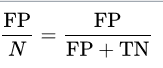 FP/N = FP/(FP + TN)